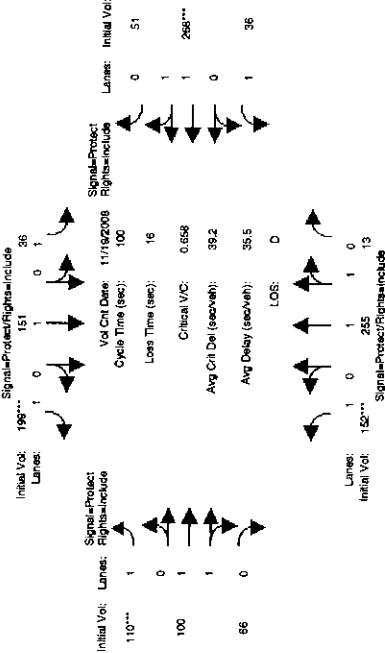 Signal=Protect/Rights=Include
Initial Vol: 199*** 151 36
Lanes: 1 0 1 0 1
Signal=Protect
Rights=Include
Signal=Protect
Rights=Include
Initial Vol: Lanes:
Vol Cnt Date: 11/19/2008
Lanes: Initial Vol:
110*** 1
Cycle Time (sec): 100
0 51
0
Loss Time (sec): 16
1
100 1
Critical V/C: 0.658
1 268***
1
Avg Crit Del (sec/veh): 39.2
0
66 0
Avg Delay (sec/veh): 35.5
1 36
LOS: D
Lanes: 1 0 1 1 0
Initial Vol: 152*** 255 13
Signal=Protect/Rights=Include